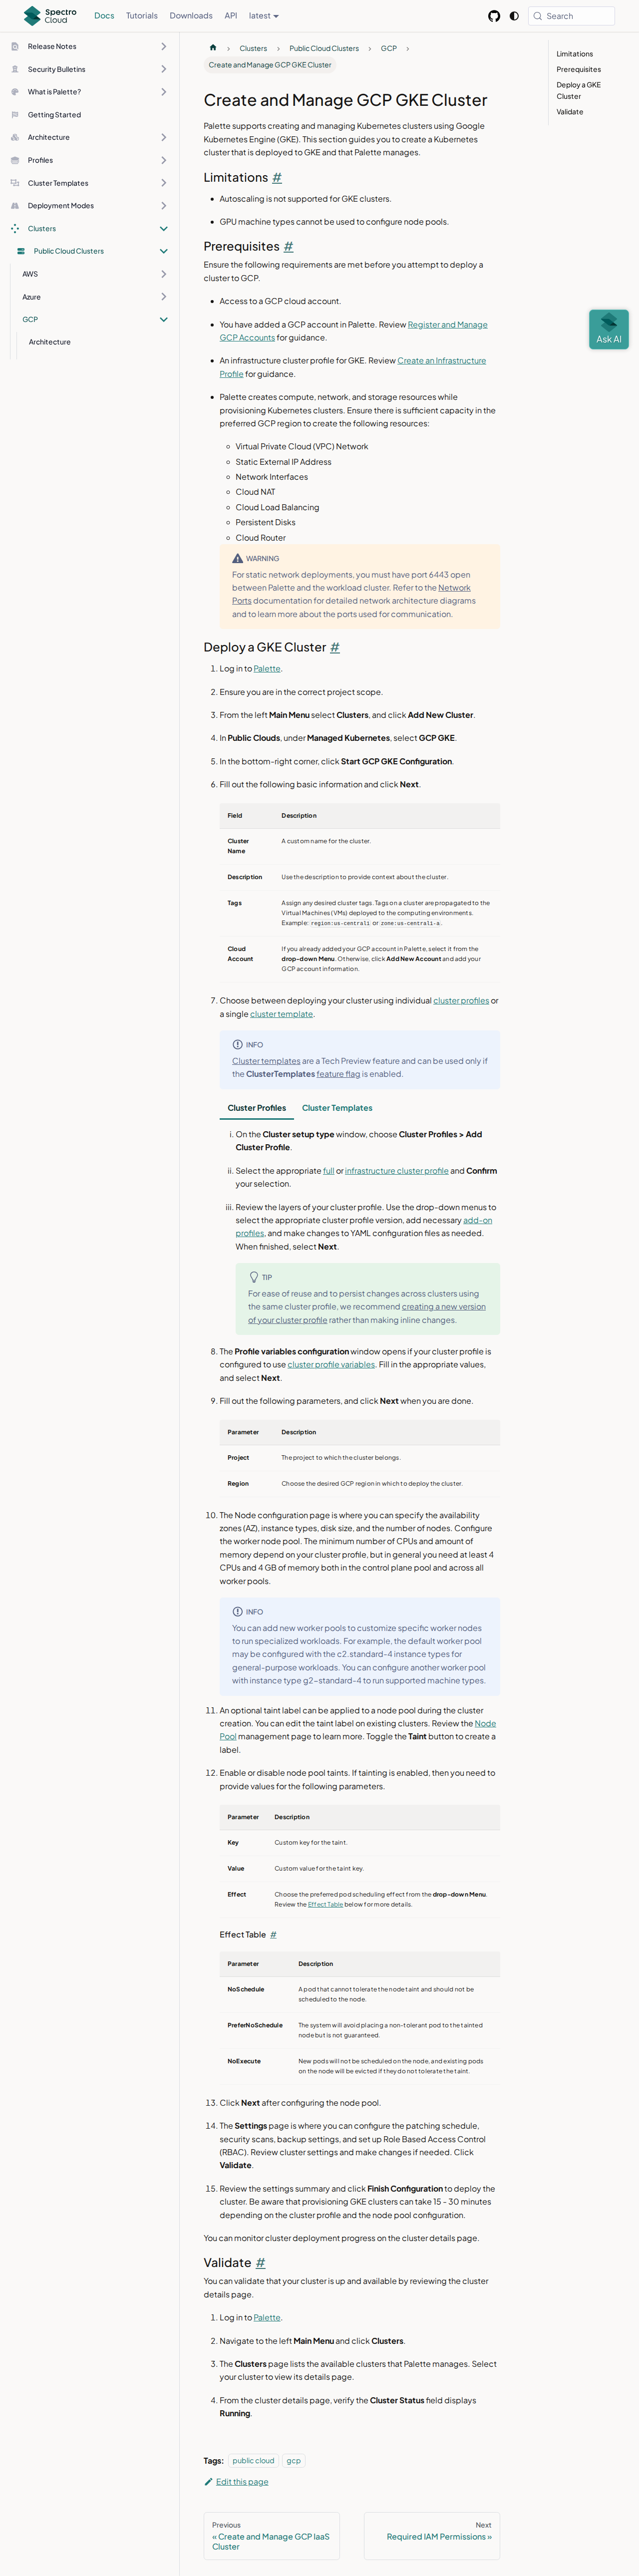 Spectro Cloud
Docs
Tutorials
Downloads
API
latest
Search
Release Notes
Security Bulletins
What is Palette?
Getting Started
Architecture
Profiles
Cluster Templates
Deployment Modes
Clusters
Public Cloud Clusters
AWS
Azure
GCP
Architecture
Clusters
Public Cloud Clusters
GCP
Create and Manage GCP GKE Cluster
Limitations
Prerequisites
Deploy a GKE
Cluster
Validate
Ask AI
Create and Manage GCP GKE Cluster
Palette supports creating and managing Kubernetes clusters using Google
Kubernetes Engine (GKE). This section guides you to create a Kubernetes
cluster that is deployed to GKE and that Palette manages.
Limitations #
Autoscaling is not supported for GKE clusters.
GPU machine types cannot be used to configure node pools.
Prerequisites #
Ensure the following requirements are met before you attempt to deploy a
cluster to GCP.
Access to a GCP cloud account.
You have added a GCP account in Palette. Review Register and Manage
GCP Accounts for guidance.
An infrastructure cluster profile for GKE. Review Create an Infrastructure
Profile for guidance.
Palette creates compute, network, and storage resources while
provisioning Kubernetes clusters. Ensure there is sufficient capacity in the
preferred GCP region to create the following resources:
Virtual Private Cloud (VPC) Network
Static External IP Address
Network Interfaces
Cloud NAT
Cloud Load Balancing
Persistent Disks
Cloud Router
WARNING
For static network deployments, you must have port 6443 open
between Palette and the workload cluster. Refer to the Network
Ports documentation for detailed network architecture diagrams
and to learn more about the ports used for communication.
Deploy a GKE Cluster #
1. Log in to Palette.
2. Ensure you are in the correct project scope.
3. From the left Main Menu select Clusters, and click Add New Cluster.
4. In Public Clouds, under Managed Kubernetes, select GCP GKE.
5. In the bottom-right corner, click Start GCP GKE Configuration.
6. Fill out the following basic information and click Next.
Field Description
Cluster Name A custom name for the cluster.
Description Use the description to provide context about the cluster.
Tags Assign any desired cluster tags. Tags on a cluster are propagated to the
Virtual Machines (VMs) deployed to the computing environments.
Example: region:us-central1 or zone:us-central1-a.
Cloud Account If you already added your GCP account in Palette, select it from the
drop-down Menu. Otherwise, click Add New Account and add your
GCP account information.
7. Choose between deploying your cluster using individual cluster profiles or
a single cluster template.
INFO
Cluster templates are a Tech Preview feature and can be used only if
the ClusterTemplates feature flag is enabled.
Cluster Profiles Cluster Templates
i. On the Cluster setup type window, choose Cluster Profiles > Add
Cluster Profile.
ii. Select the appropriate full or infrastructure cluster profile and Confirm
your selection.
iii. Review the layers of your cluster profile. Use the drop-down menus to
select the appropriate cluster profile version, add necessary add-on
profiles, and make changes to YAML configuration files as needed.
When finished, select Next.
TIP
For ease of reuse and to persist changes across clusters using
the same cluster profile, we recommend creating a new version
of your cluster profile rather than making inline changes.
8. The Profile variables configuration window opens if your cluster profile is
configured to use cluster profile variables. Fill in the appropriate values,
and select Next.
9. Fill out the following parameters, and click Next when you are done.
Parameter Description
Project The project to which the cluster belongs.
Region Choose the desired GCP region in which to deploy the cluster.
10. The Node configuration page is where you can specify the availability
zones (AZ), instance types, disk size, and the number of nodes. Configure
the worker node pool. The minimum number of CPUs and amount of
memory depend on your cluster profile, but in general you need at least 4
CPUs and 4 GB of memory both in the control plane pool and across all
worker pools.
INFO
You can add new worker pools to customize specific worker nodes
to run specialized workloads. For example, the default worker pool
may be configured with the c2.standard-4 instance types for
general-purpose workloads. You can configure another worker pool
with instance type g2-standard-4 to run supported machine types.
11. An optional taint label can be applied to a node pool during the cluster
creation. You can edit the taint label on existing clusters. Review the Node
Pool management page to learn more. Toggle the Taint button to create a
label.
12. Enable or disable node pool taints. If tainting is enabled, then you need to
provide values for the following parameters.
Parameter Description
Key Custom key for the taint.
Value Custom value for the taint key.
Effect Choose the preferred pod scheduling effect from the drop-down Menu.
Review the Effect Table below for more details.
Effect Table #
Parameter Description
NoSchedule A pod that cannot tolerate the node taint and should not be
scheduled to the node.
PreferNoSchedule The system will avoid placing a non-tolerant pod to the tainted
node but is not guaranteed.
NoExecute New pods will not be scheduled on the node, and existing pods
on the node will be evicted if they do not tolerate the taint.
13. Click Next after configuring the node pool.
14. The Settings page is where you can configure the patching schedule,
security scans, backup settings, and set up Role Based Access Control
(RBAC). Review cluster settings and make changes if needed. Click
Validate.
15. Review the settings summary and click Finish Configuration to deploy the
cluster. Be aware that provisioning GKE clusters can take 15 - 30 minutes
depending on the cluster profile and the node pool configuration.
You can monitor cluster deployment progress on the cluster details page.
Validate #
You can validate that your cluster is up and available by reviewing the cluster
details page.
1. Log in to Palette.
2. Navigate to the left Main Menu and click Clusters.
3. The Clusters page lists the available clusters that Palette manages. Select
your cluster to view its details page.
4. From the cluster details page, verify the Cluster Status field displays
Running.
Tags: public cloud gcp
Edit this page
Previous
« Create and Manage GCP IaaS
Cluster
Next
Required IAM Permissions »